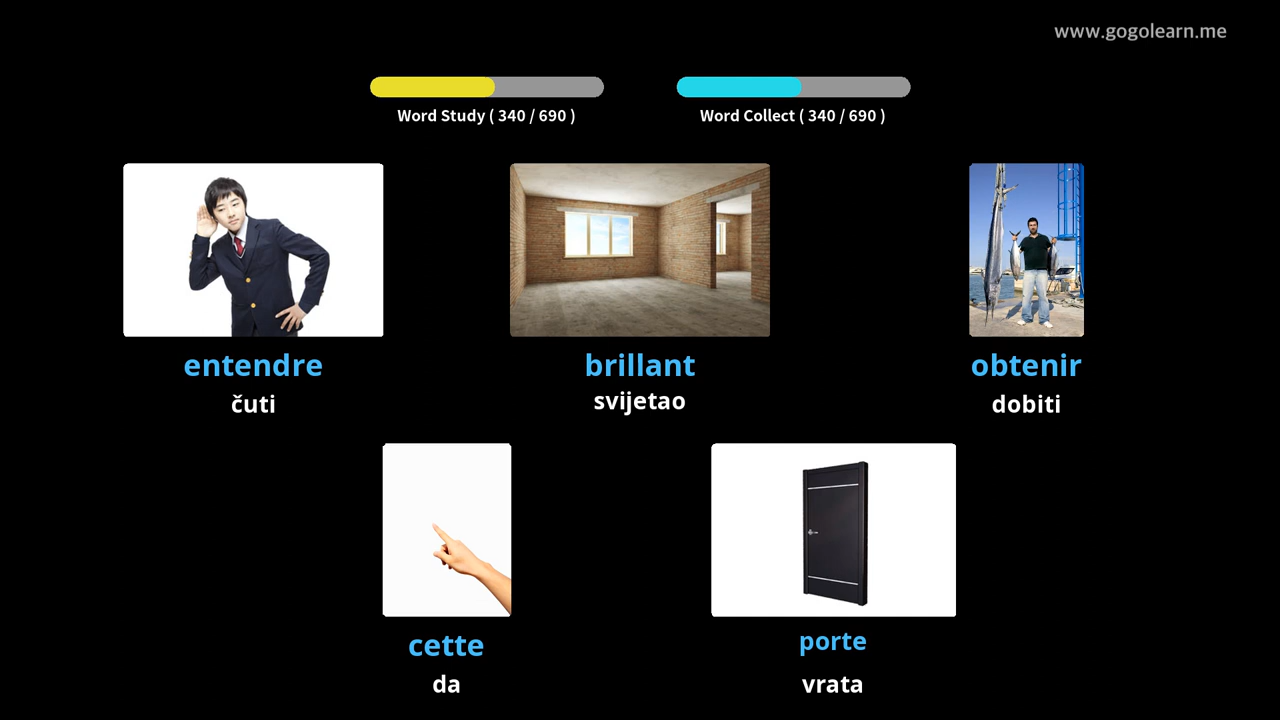 www.gogolearn.me
Word Study ( 340 / 690 )
Word Collect ( 340 / 690 )
entendre
brillant
obtenir
čuti
svijetao
dobiti
cette
porte
da
vrata